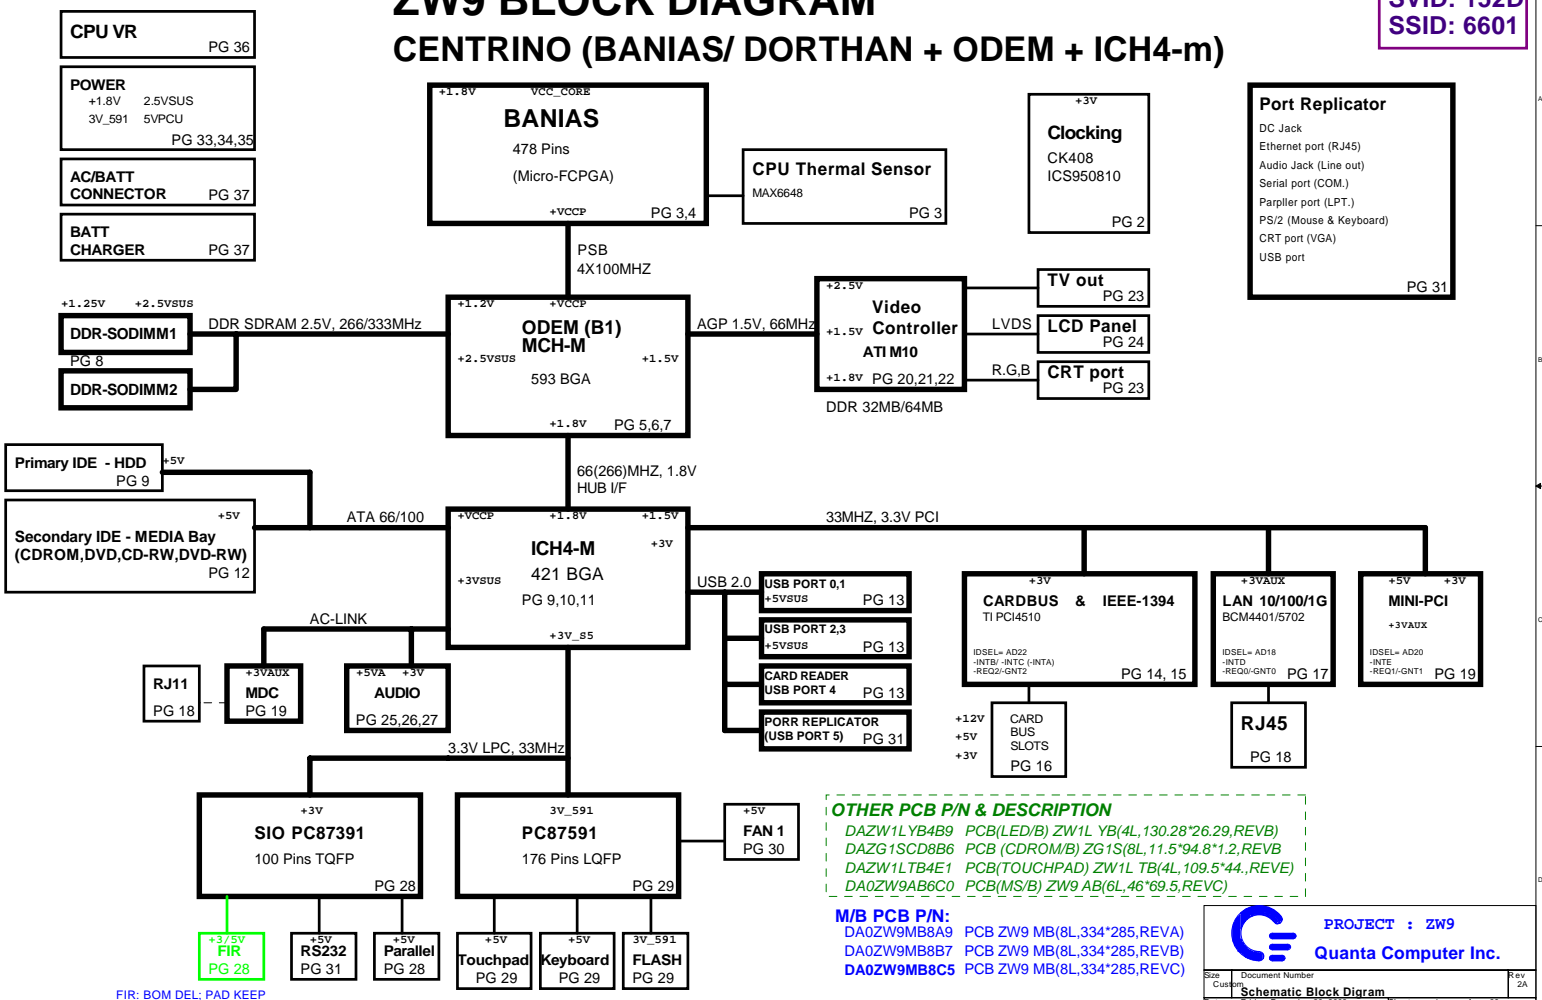 ZW9 BLOCK DIAGRAM
CENTRINO (BANIAS/ DORTHAN + ODEM + ICH4-m)
SVID: 152D
SSID: 6601
CPU VR
PG 36
POWER
+1.8V 2.5VSUS
3V_591 5VPCU
PG 33,34,35
AC/BATT
CONNECTOR PG 37
BATT
CHARGER PG 37
+1.8V VCC_CORE
BANIAS
478 Pins
(Micro-FCPGA)
+VCCP PG 3,4
CPU Thermal Sensor
MAX6648
PG 3
+3V
Clocking
CK408
ICS950810
PG 2
Port Replicator
DC Jack
Ethernet port (RJ45)
Audio Jack (Line out)
Serial port (COM.)
Parpller port (LPT.)
PS/2 (Mouse & Keyboard)
CRT port (VGA)
USB port
PG 31
PSB
4X100MHZ
+1.25V +2.5VSUS
DDR-SODIMM1
PG 8
DDR-SODIMM2
DDR SDRAM 2.5V, 266/333MHz
+1.2V +VCCP
ODEM (B1)
MCH-M
+2.5VSUS +1.5V
593 BGA
+1.8V PG 5,6,7
AGP 1.5V, 66MHz
+2.5V
Video
+1.5V Controller
ATI M10
+1.8V PG 20,21,22
DDR 32MB/64MB
TV out
PG 23
LVDS
LCD Panel
PG 24
R.G,B
CRT port
PG 23
66(266)MHZ, 1.8V
HUB I/F
Primary IDE - HDD
+5V
PG 9
+5V
Secondary IDE - MEDIA Bay
(CDROM,DVD,CD-RW,DVD-RW)
PG 12
ATA 66/100
+VCCP +1.8V +1.5V
ICH4-M +3V
+3VSUS 421 BGA
PG 9,10,11
+3V_S5
33MHZ, 3.3V PCI
USB 2.0
USB PORT 0,1
+5VSUS PG 13
USB PORT 2,3
+5VSUS PG 13
CARD READER
USB PORT 4 PG 13
PORR REPLICATOR
(USB PORT 5) PG 31
+3V
CARDBUS & IEEE-1394
TI PCI4510
IDSEL= AD22
-INTB/ -INTC (-INTA)
-REQ2/-GNT2 PG 14, 15
+3VAUX
LAN 10/100/1G
BCM4401/5702
IDSEL= AD18
-INTD
-REQ0/-GNT0 PG 17
+5V +3V
MINI-PCI
+3VAUX
IDSEL= AD20
-INTE
-REQ1/-GNT1 PG 19
AC-LINK
RJ11
PG 18
+3VAUX
MDC
PG 19
+5VA +3V
AUDIO
PG 25,26,27
+12V
+5V
+3V
CARD
BUS
SLOTS
PG 16
RJ45
PG 18
3.3V LPC, 33MHz
+3V
SIO PC87391
100 Pins TQFP
PG 28
3V_591
PC87591
176 Pins LQFP
PG 29
+5V
FAN 1
PG 30
+3/5V
FIR
PG 28
+5V
RS232
PG 31
+5V
Parallel
PG 28
+5V
Touchpad
PG 29
+5V
Keyboard
PG 29
3V_591
FLASH
PG 29
FIR: BOM DEL; PAD KEEP
OTHER PCB P/N & DESCRIPTION
DAZW1LYB4B9 PCB(LED/B) ZW1L YB(4L,130.28*26.29,REVB)
DAZG1SCD8B6 PCB (CDROM/B) ZG1S(8L,11.5*94.8*1.2,REVB
DAZW1LTB4E1 PCB(TOUCHPAD) ZW1L TB(4L,109.5*44.,REVE)
DA0ZW9AB6C0 PCB(MS/B) ZW9 AB(6L,46*69.5,REVC)
M/B PCB P/N:
DA0ZW9MB8A9 PCB ZW9 MB(8L,334*285,REVA)
DA0ZW9MB8B7 PCB ZW9 MB(8L,334*285,REVB)
DA0ZW9MB8C5 PCB ZW9 MB(8L,334*285,REVC)
PROJECT : ZW9
Quanta Computer Inc.
Size Document Number Rev
Custom Schematic Block Digram 2A
A
B
C
D